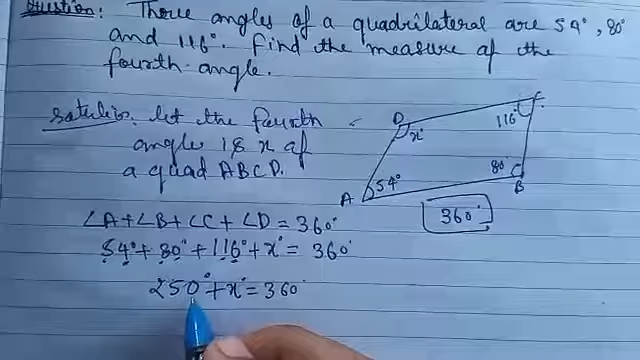 Question: Three angles of a quadrilateral are 54°, 80°
and 116°. Find the measure of the
fourth angle.
Solution. let the fourth
angles is x of
a quad ABCD.
D C
x° 116°
A 54° 80° B
360°
∠A+∠B+∠C+∠D=360°
54°+80°+116°+x°=360°
250°+x°=360°